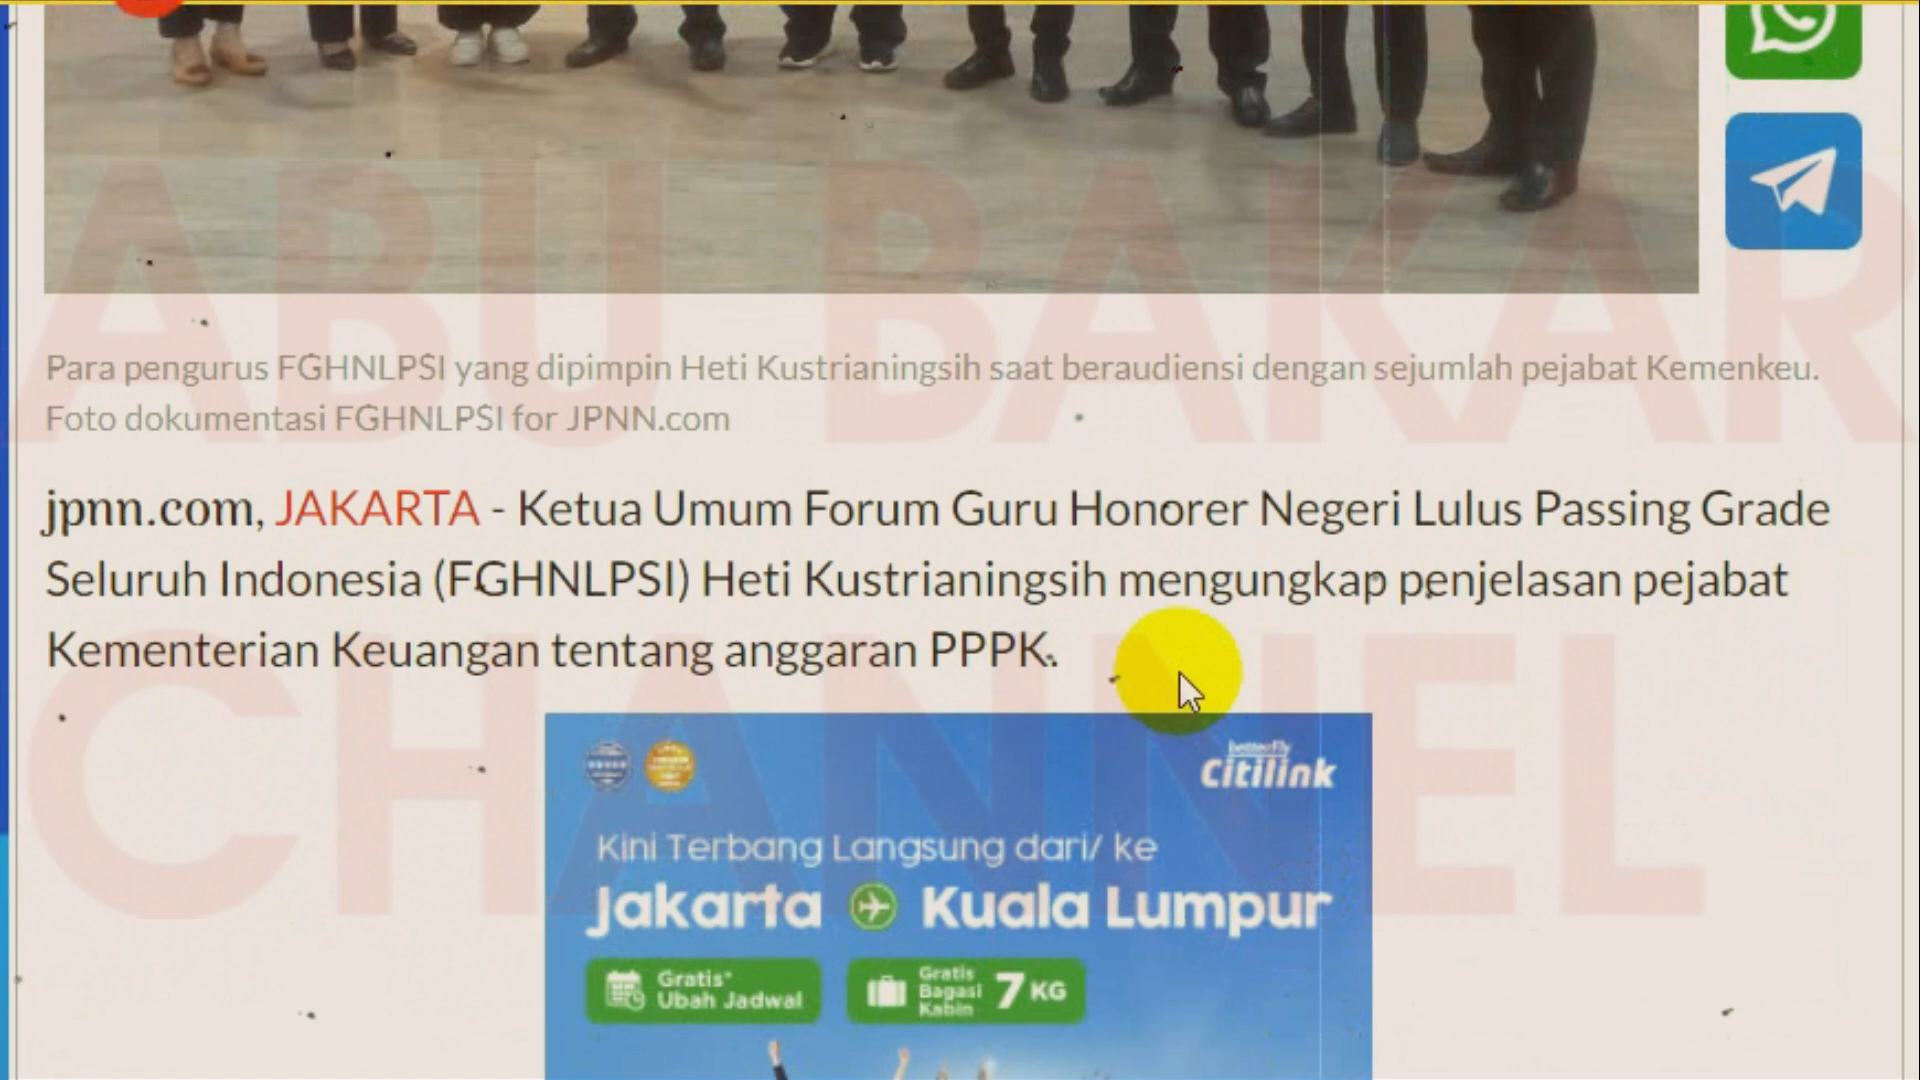 ABU BAKAR
Para pengurus FGHNLPSI yang dipimpin Heti Kustrianingsih saat beraudiensi dengan sejumlah pejabat Kemenkeu.
Foto dokumentasi FGHNLPSI for JPNN.com
jpnn.com, JAKARTA - Ketua Umum Forum Guru Honorer Negeri Lulus Passing Grade
Seluruh Indonesia (FGHNLPSI) Heti Kustrianingsih mengungkap penjelasan pejabat
Kementerian Keuangan tentang anggaran PPPK.
CHANNEL
betterfly
Citilink
Kini Terbang Langsung dari/ ke
Jakarta Kuala Lumpur
Gratis*
Ubah Jadwal
Gratis
Bagasi
Kabin
7 KG